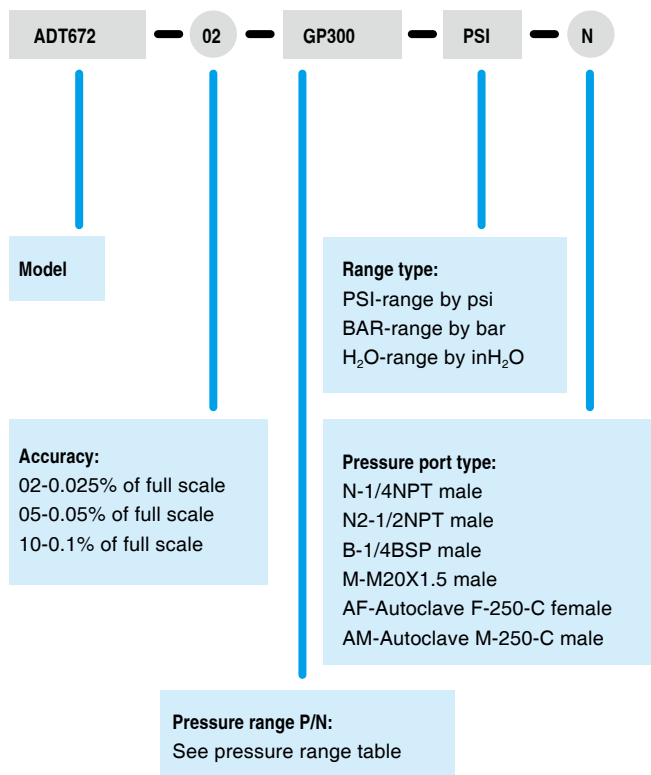 ADT672 02 GP300 PSI N
Model
Range type:
PSI-range by psi
BAR-range by bar
H₂O-range by inH₂O
Accuracy:
02-0.025% of full scale
05-0.05% of full scale
10-0.1% of full scale
Pressure port type:
N-1/4NPT male
N2-1/2NPT male
B-1/4BSP male
M-M20X1.5 male
AF-Autoclave F-250-C female
AM-Autoclave M-250-C male
Pressure range P/N:
See pressure range table